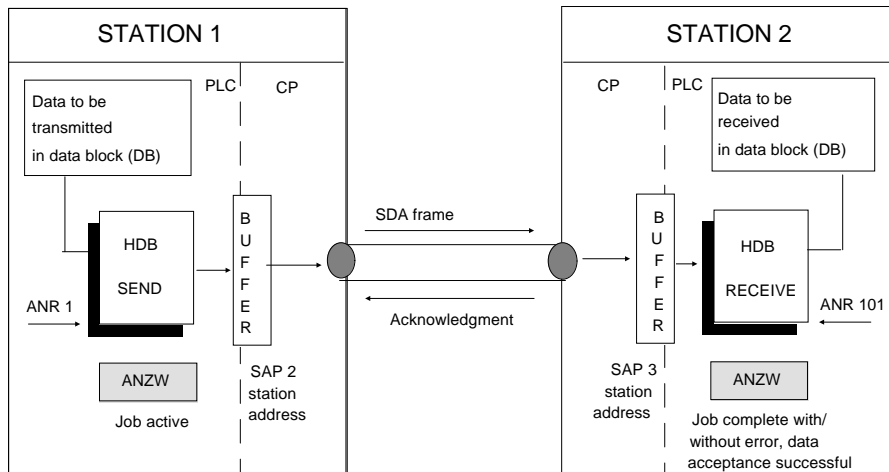 STATION 1
PLC
CP
Data to be
transmitted
in data block (DB)
HDB
SEND
ANR 1
BUFFER
ANZW
Job active
SAP 2
station
address
SDA frame
Acknowledgment
STATION 2
CP
PLC
Data to be
received
in data block (DB)
BUFFER
HDB
RECEIVE
ANR 101
SAP 3
station
address
ANZW
Job complete with/
without error, data
acceptance successful